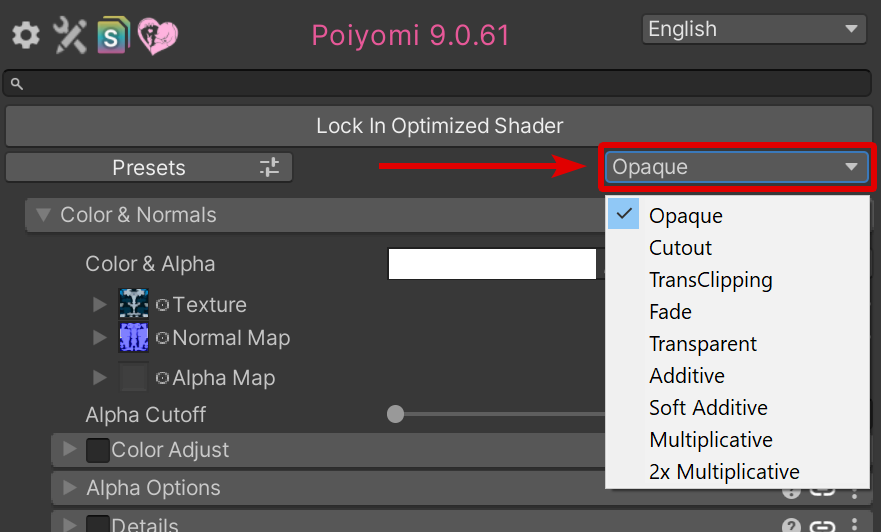 Poiyomi 9.0.61
English
Lock In Optimized Shader
Presets
Opaque
Color & Normals
Opaque
Cutout
TransClipping
Fade
Transparent
Additive
Soft Additive
Multiplicative
2x Multiplicative
Color & Alpha
Texture
Normal Map
Alpha Map
Alpha Cutoff
Color Adjust
Alpha Options
Details